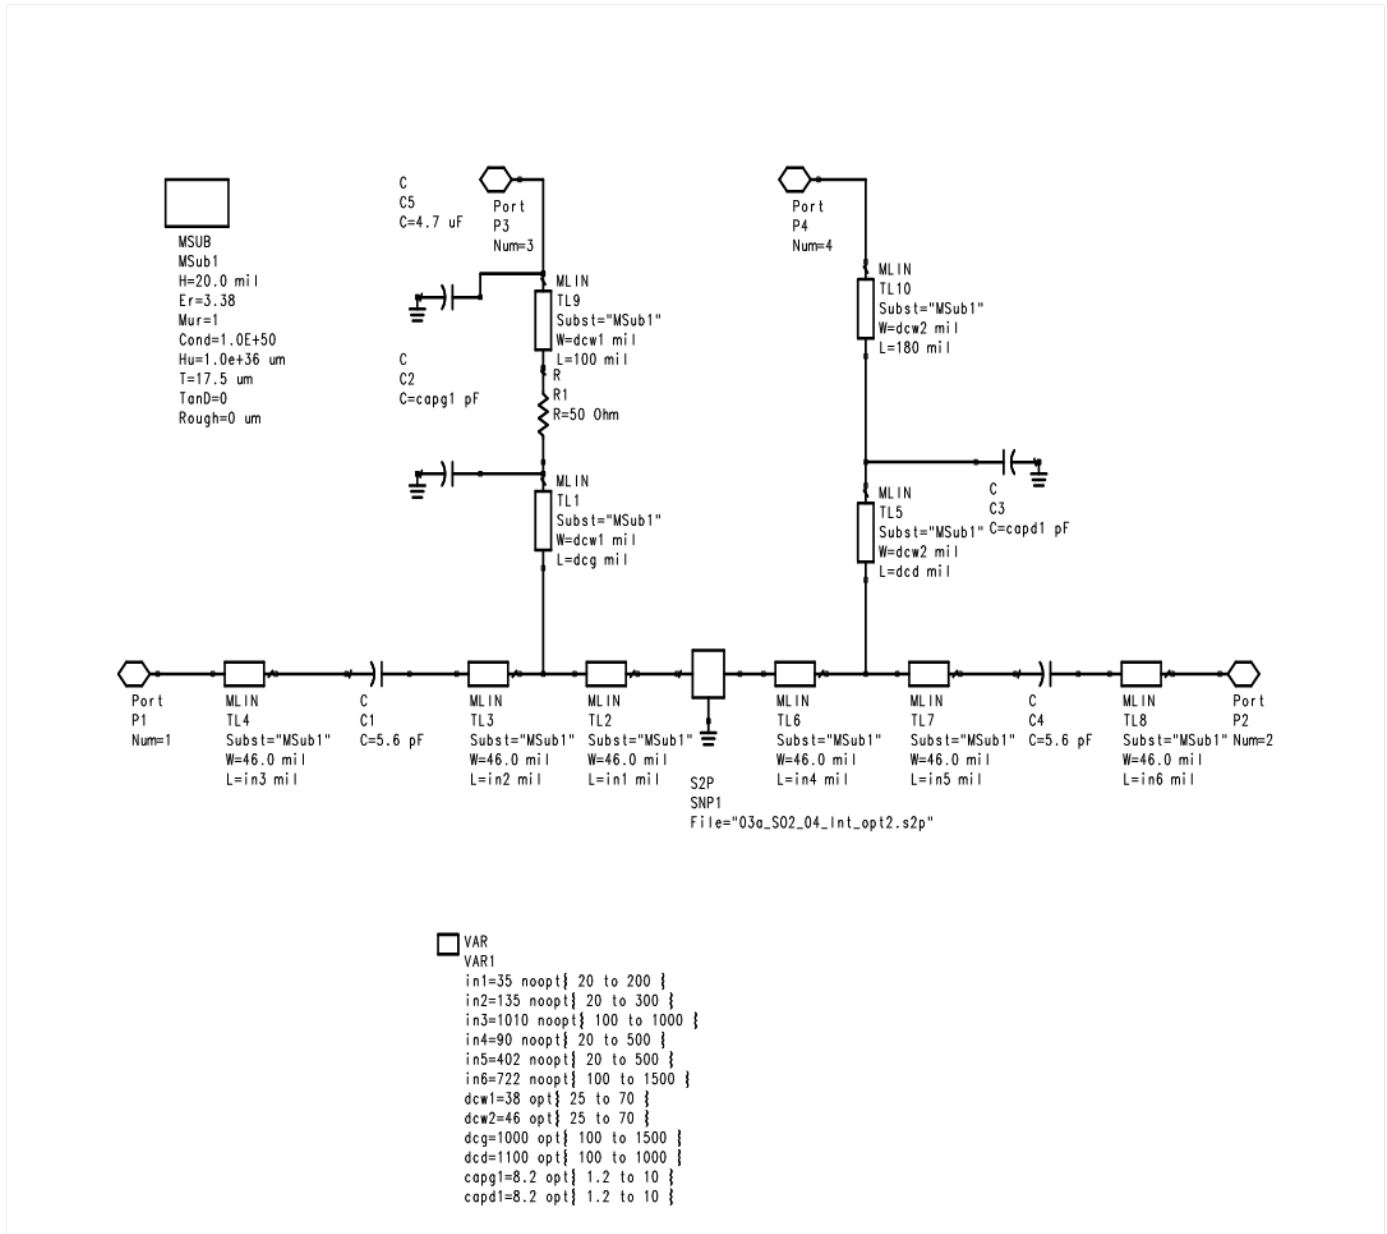 C
C5
C=4.7 uF
Port
P3
Num=3
Port
P4
Num=4
MSUB
MSub1
H=20.0 mil
Er=3.38
Mur=1
Cond=1.0E+50
Hu=1.0e+36 um
T=17.5 um
TanD=0
Rough=0 um
MLIN
TL9
Subst="MSub1"
W=dcw1 mil
L=100 mil
MLIN
TL10
Subst="MSub1"
W=dcw2 mil
L=180 mil
C
C2
C=capg1 pF
R
R1
R=50 Ohm
MLIN
TL1
Subst="MSub1"
W=dcw1 mil
L=dcg mil
MLIN
TL5
Subst="MSub1"
W=dcw2 mil
L=dcd mil
C
C3
C=capd1 pF
Port
P1
Num=1
MLIN
TL4
Subst="MSub1"
W=46.0 mil
L=in3 mil
C
C1
C=5.6 pF
MLIN
TL3
Subst="MSub1"
W=46.0 mil
L=in2 mil
MLIN
TL2
Subst="MSub1"
W=46.0 mil
L=in1 mil
S2P
SNP1
File="03a_S02_04_Int_opt2.s2p"
MLIN
TL6
Subst="MSub1"
W=46.0 mil
L=in4 mil
MLIN
TL7
Subst="MSub1"
W=46.0 mil
L=in5 mil
C
C4
C=5.6 pF
MLIN
TL8
Subst="MSub1"
W=46.0 mil
L=in6 mil
Port
P2
Num=2
VAR
VAR1
in1=35 noopt{ 20 to 200 }
in2=135 noopt{ 20 to 300 }
in3=1010 noopt{ 100 to 1000 }
in4=90 noopt{ 20 to 500 }
in5=402 noopt{ 20 to 500 }
in6=722 noopt{ 100 to 1500 }
dcw1=38 opt{ 25 to 70 }
dcw2=46 opt{ 25 to 70 }
dcg=1000 opt{ 100 to 1500 }
dcd=1100 opt{ 100 to 1000 }
capg1=8.2 opt{ 1.2 to 10 }
capd1=8.2 opt{ 1.2 to 10 }